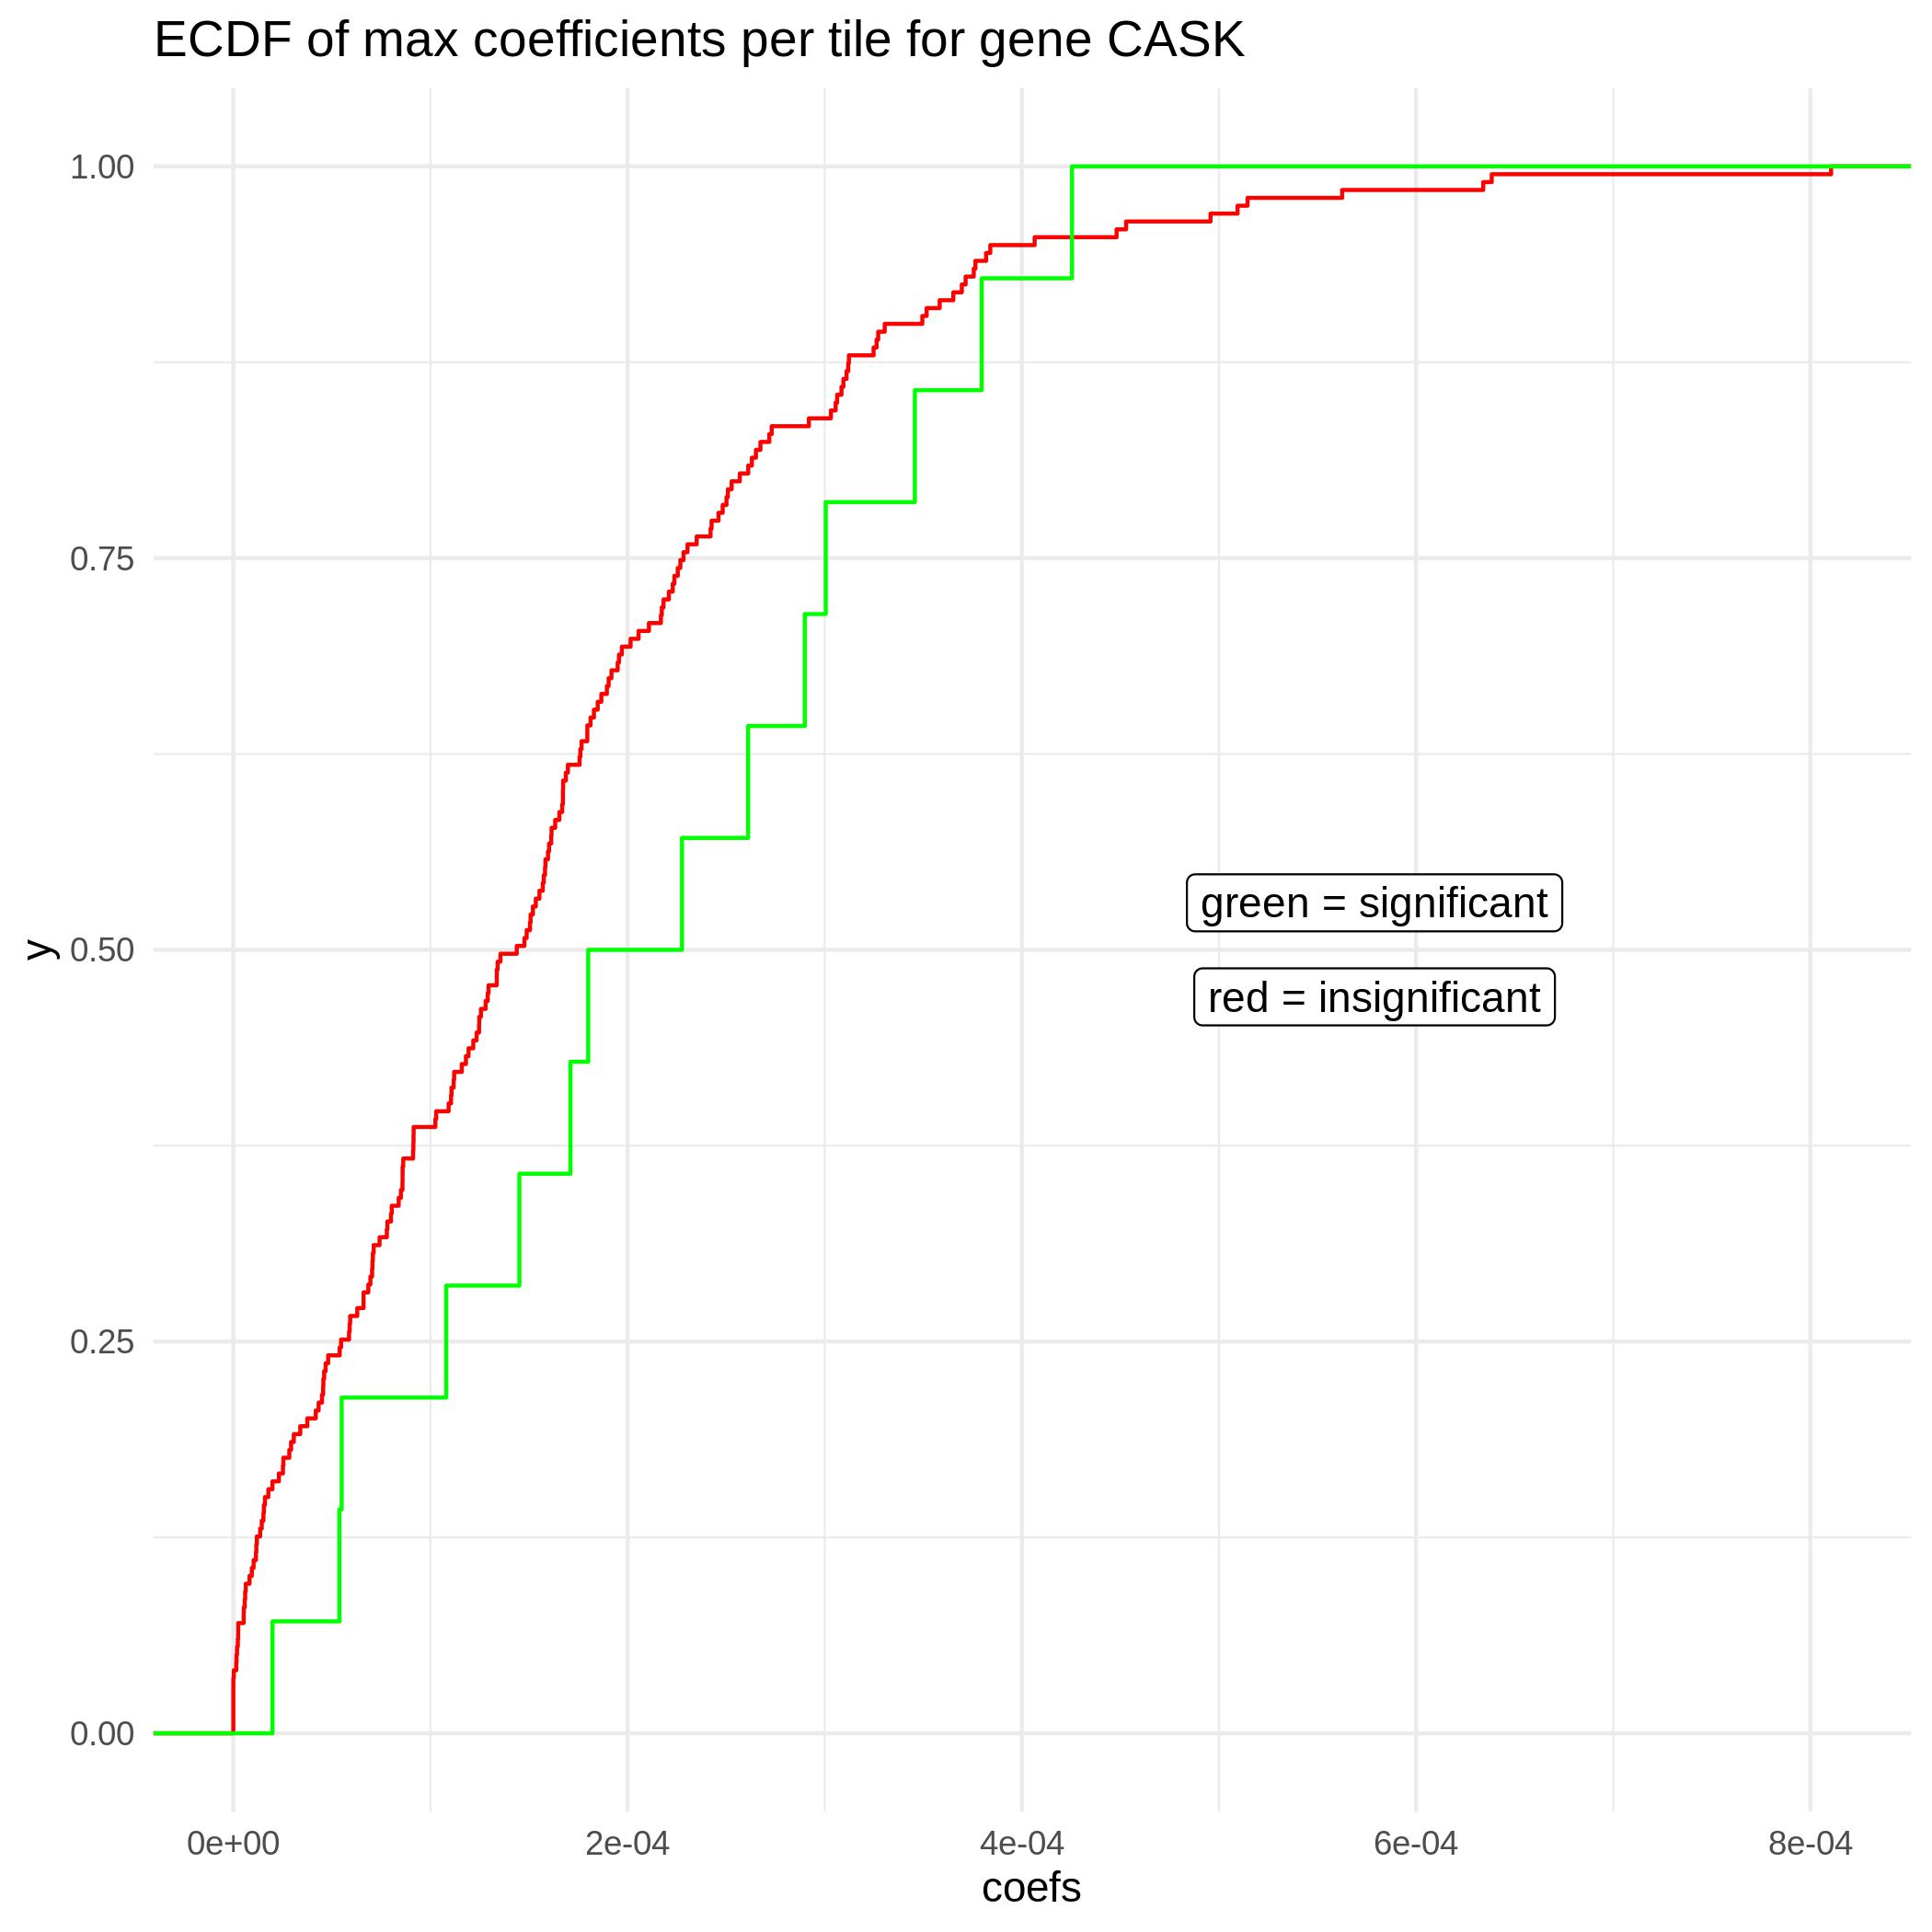 ECDF of max coefficients per tile for gene CASK
1.00
0.75
0.50
0.25
0.00
y
green = significant
red = insignificant
0e+00
2e-04
4e-04
6e-04
8e-04
coefs